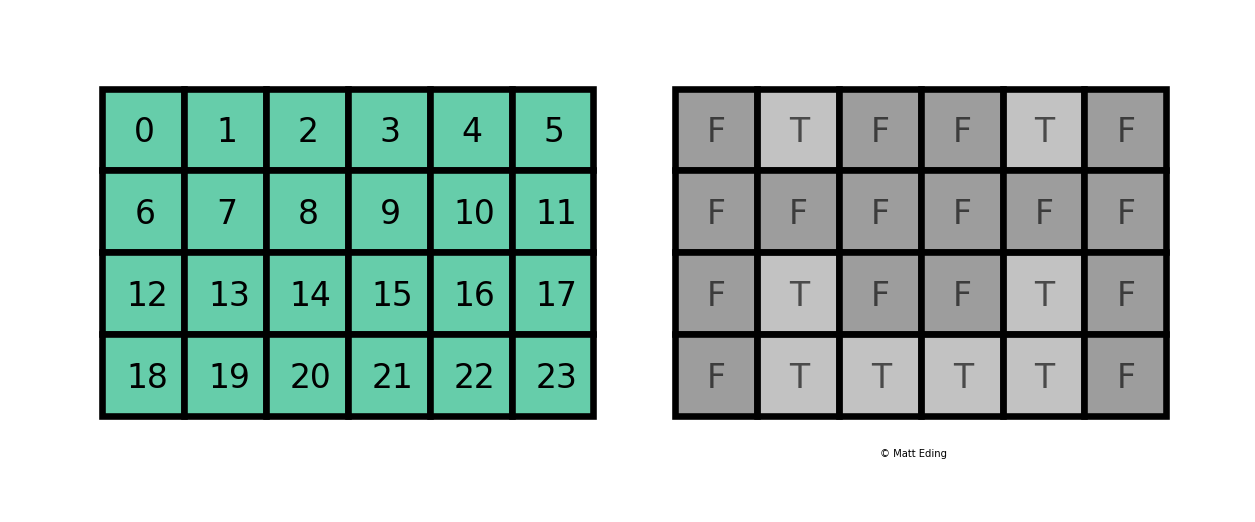 0 1 2 3 4 5 F T F F T F
6 7 8 9 10 11 F F F F F F
12 13 14 15 16 17 F T F F T F
18 19 20 21 22 23 F T T T T F
© Matt Eding